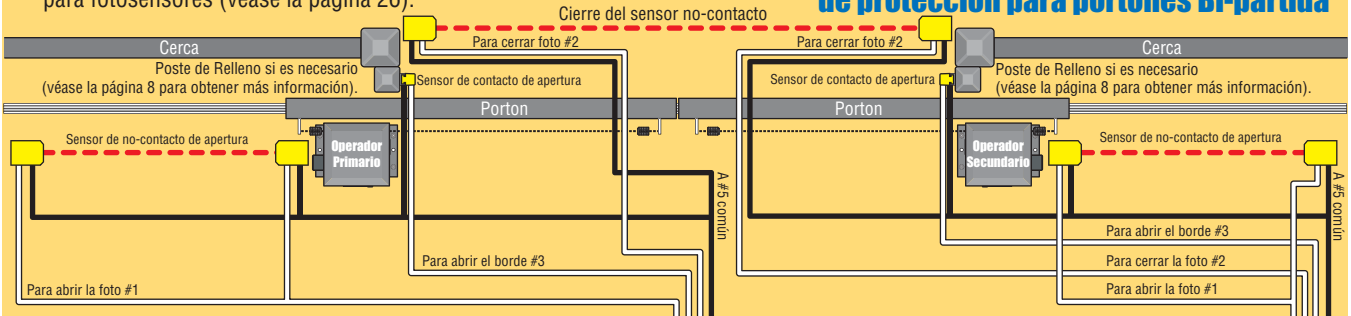 para fotosensores (véase la página 26).
de protección para portones Bi-partida
Cierre del sensor no-contacto
Para cerrar foto #2
Para cerrar foto #2
Cerca
Cerca
Poste de Relleno si es necesario
(véase la página 8 para obtener más información).
Sensor de contacto de apertura
Sensor de contacto de apertura
Poste de Relleno si es necesario
(véase la página 8 para obtener más información).
Porton
Porton
Sensor de no-contacto de apertura
Operador
Primario
Operador
Secundario
Sensor de no-contacto de apertura
A #5 común
A #5 común
Para abrir el borde #3
Para abrir el borde #3
Para cerrar la foto #2
Para abrir la foto #1
Para abrir la foto #1